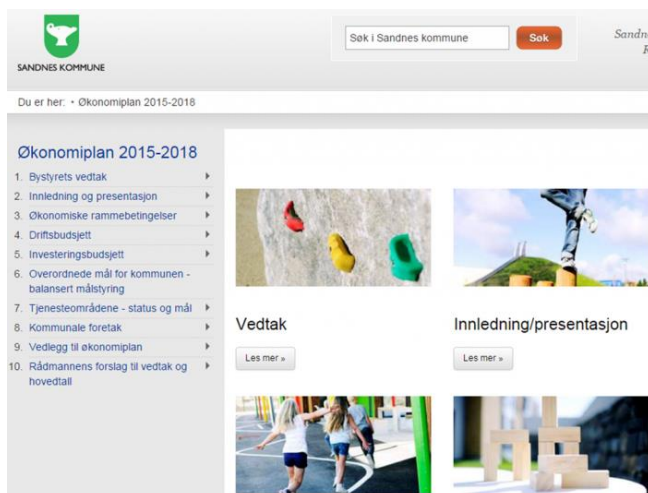 SANDNES KOMMUNE
Søk i Sandnes kommune
Søk
Du er her: • Økonomiplan 2015-2018
Økonomiplan 2015-2018
1. Bystyrets vedtak
2. Innledning og presentasjon
3. Økonomiske rammebetingelser
4. Driftsbudsjett
5. Investeringsbudsjett
6. Overordnede mål for kommunen -
balansert målstyring
7. Tjenesteområdene - status og mål
8. Kommunale foretak
9. Vedlegg til økonomiplan
10. Rådmannens forslag til vedtak og
hovedtall
Vedtak
Les mer »
Innledning/presentasjon
Les mer »